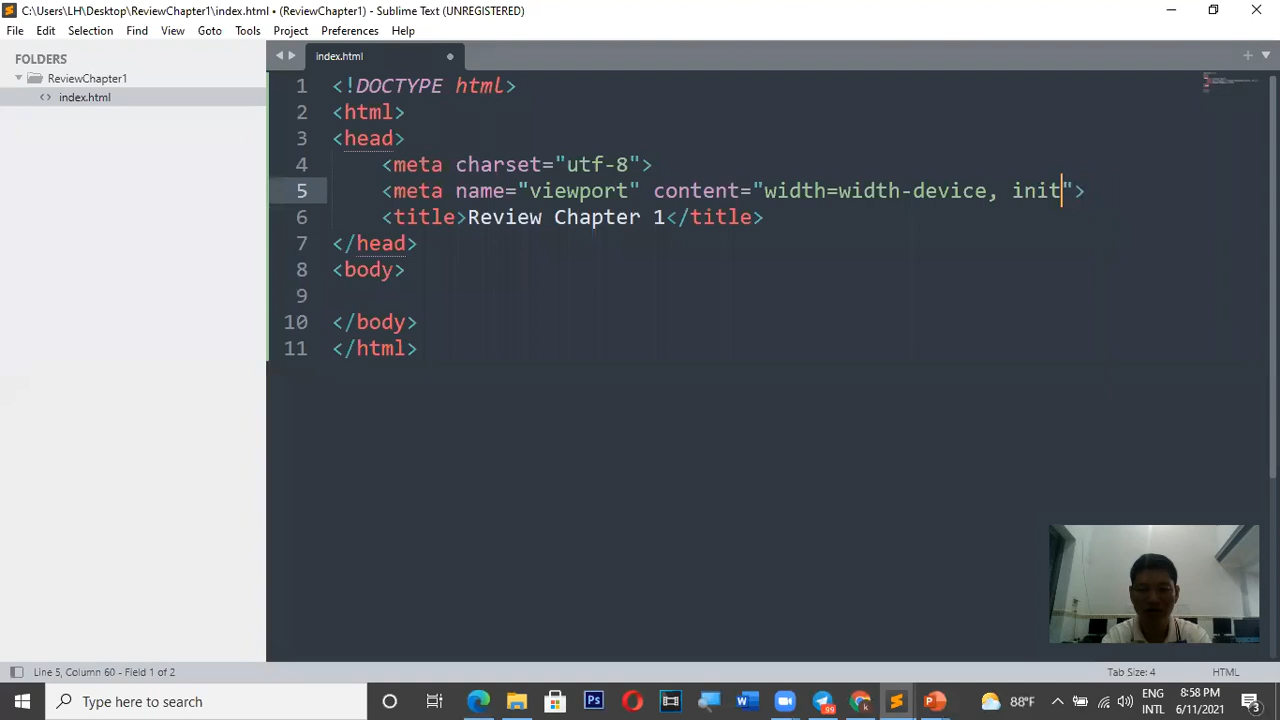 C:\Users\LH\Desktop\ReviewChapter1\index.html • (ReviewChapter1) - Sublime Text (UNREGISTERED)
File Edit Selection Find View Goto Tools Project Preferences Help
FOLDERS
ReviewChapter1
<> index.html
index.html
1 <!DOCTYPE html>
2 <html>
3 <head>
4 <meta charset="utf-8">
5 <meta name="viewport" content="width=width-device, init">
6 <title>Review Chapter 1</title>
7 </head>
8 <body>
9
10 </body>
11 </html>
Line 5, Column 60 - Field 1 of 2
Tab Size: 4
HTML
Type here to search
99
88°F
ENG
INTL
8:58 PM
6/11/2021
3